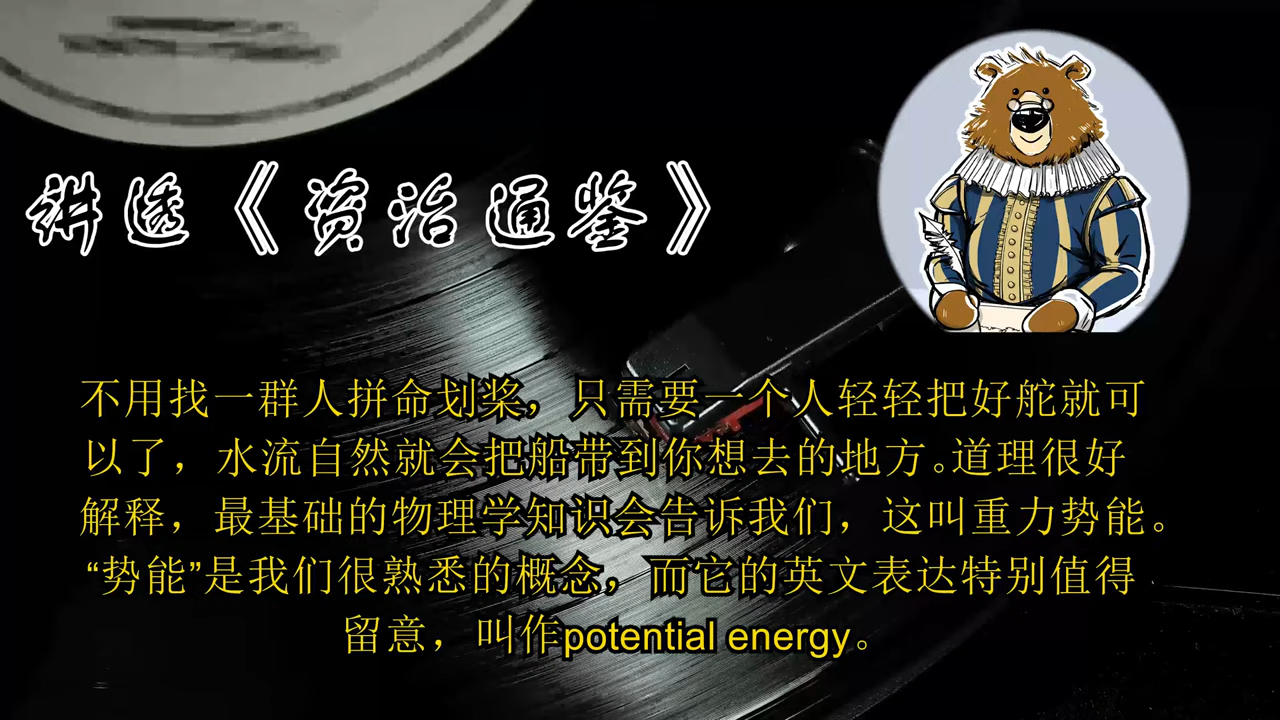 讲透《资治通鉴》
不用找一群人拼命划桨，只需要一个人轻轻把好舵就可
以了，水流自然就会把船带到你想去的地方。道理很好
解释，最基础的物理学知识会告诉我们，这叫重力势能。
“势能”是我们很熟悉的概念，而它的英文表达特别值得
留意，叫作potential energy。